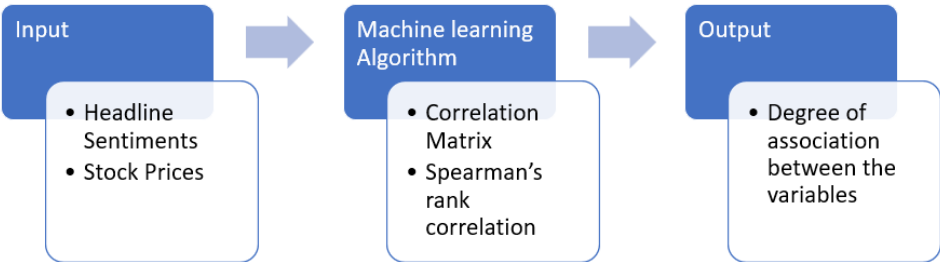 Input
• Headline
Sentiments
• Stock Prices
Machine learning
Algorithm
• Correlation
Matrix
• Spearman’s
rank
correlation
Output
• Degree of
association
between the
variables